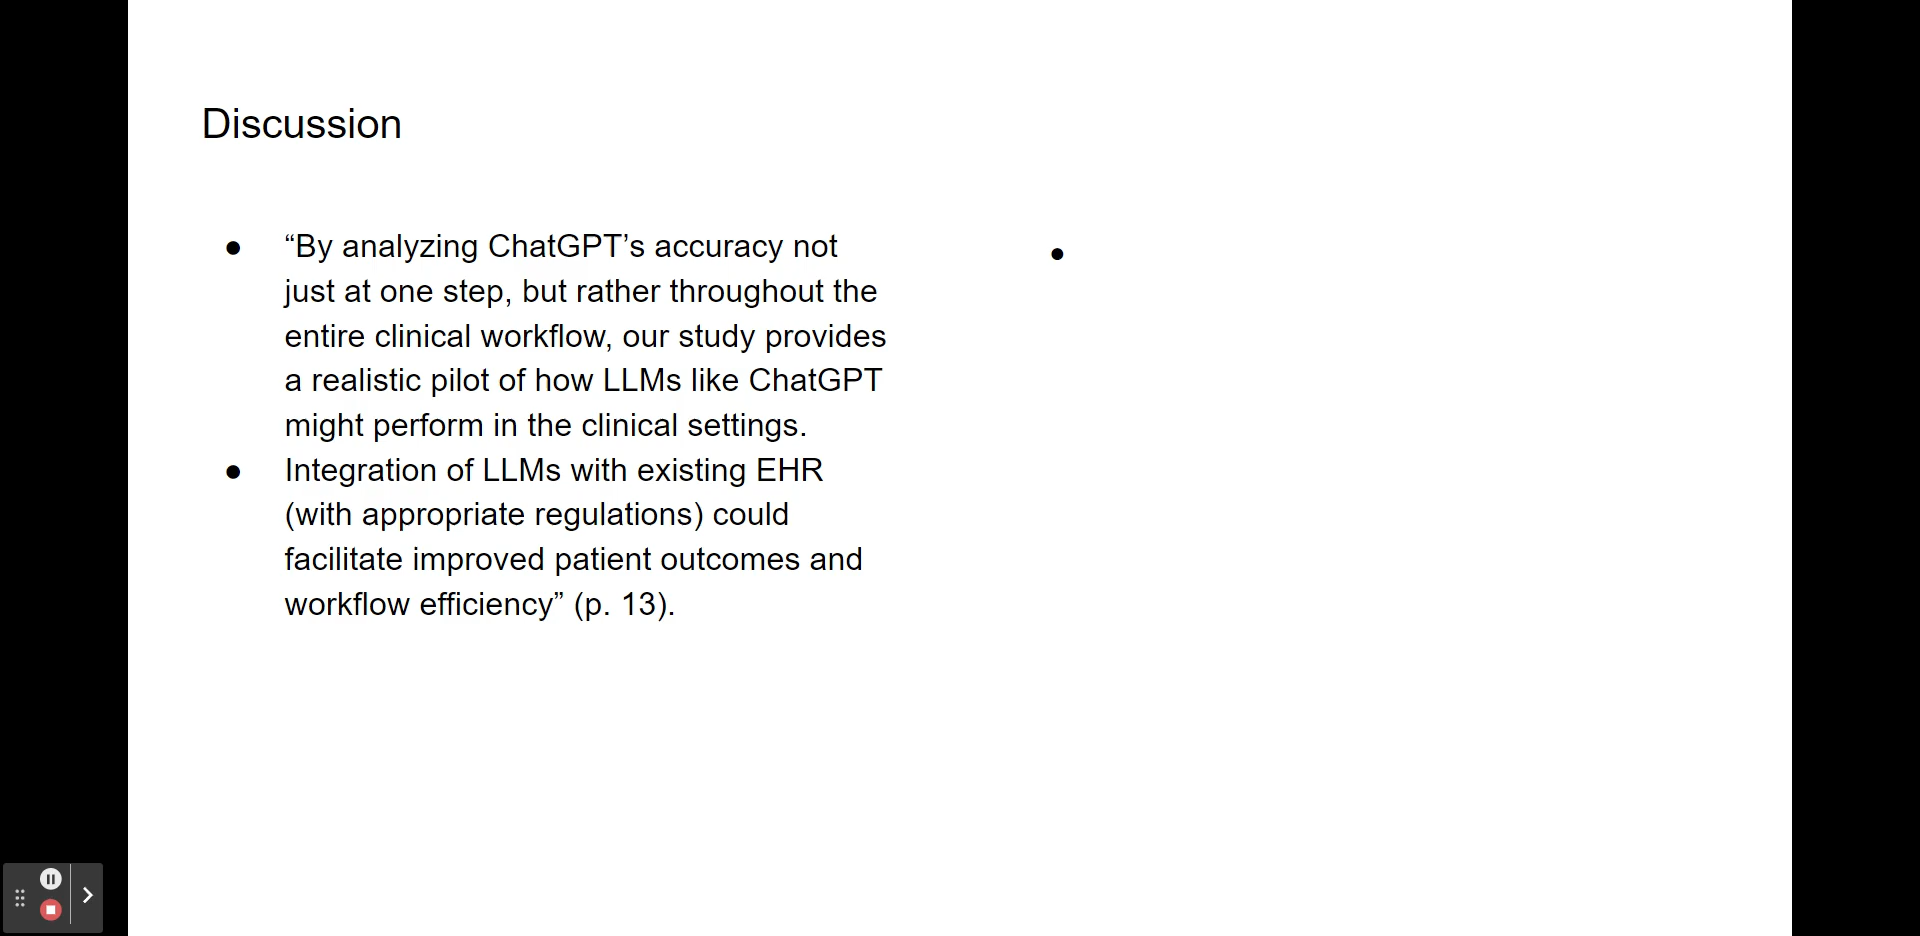 Discussion
● “By analyzing ChatGPT’s accuracy not
just at one step, but rather throughout the
entire clinical workflow, our study provides
a realistic pilot of how LLMs like ChatGPT
might perform in the clinical settings.
● Integration of LLMs with existing EHR
(with appropriate regulations) could
facilitate improved patient outcomes and
workflow efficiency” (p. 13).
●